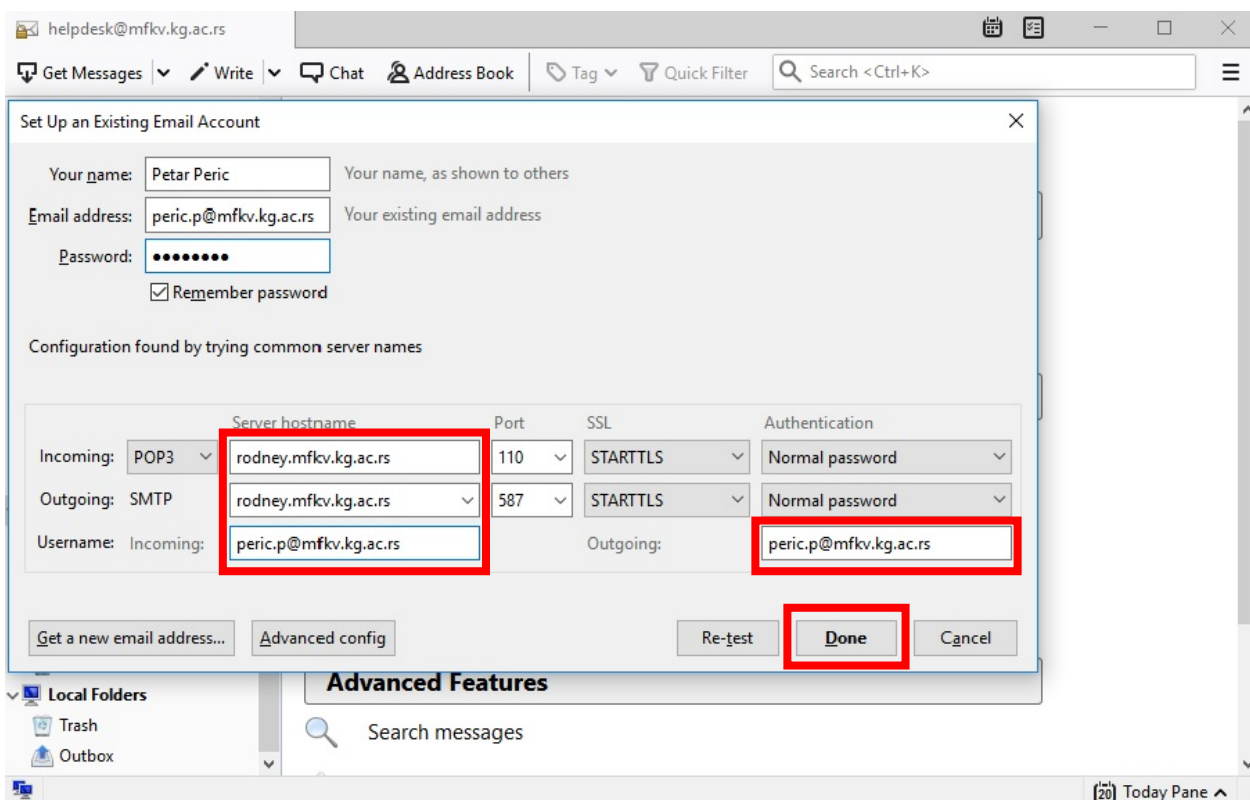 helpdesk@mfkv.kg.ac.rs
Get Messages Write Chat Address Book Tag Quick Filter Search <Ctrl+K>
Set Up an Existing Email Account
Your name: Petar Peric Your name, as shown to others
Email address: peric.p@mfkv.kg.ac.rs Your existing email address
Password: ••••••••
Remember password
Configuration found by trying common server names
Server hostname Port SSL Authentication
Incoming: POP3 rodney.mfkv.kg.ac.rs 110 STARTTLS Normal password
Outgoing: SMTP rodney.mfkv.kg.ac.rs 587 STARTTLS Normal password
Username: Incoming: peric.p@mfkv.kg.ac.rs Outgoing: peric.p@mfkv.kg.ac.rs
Get a new email address... Advanced config Re-test Done Cancel
Advanced Features
Local Folders
Trash
Search messages
Outbox
20 Today Pane